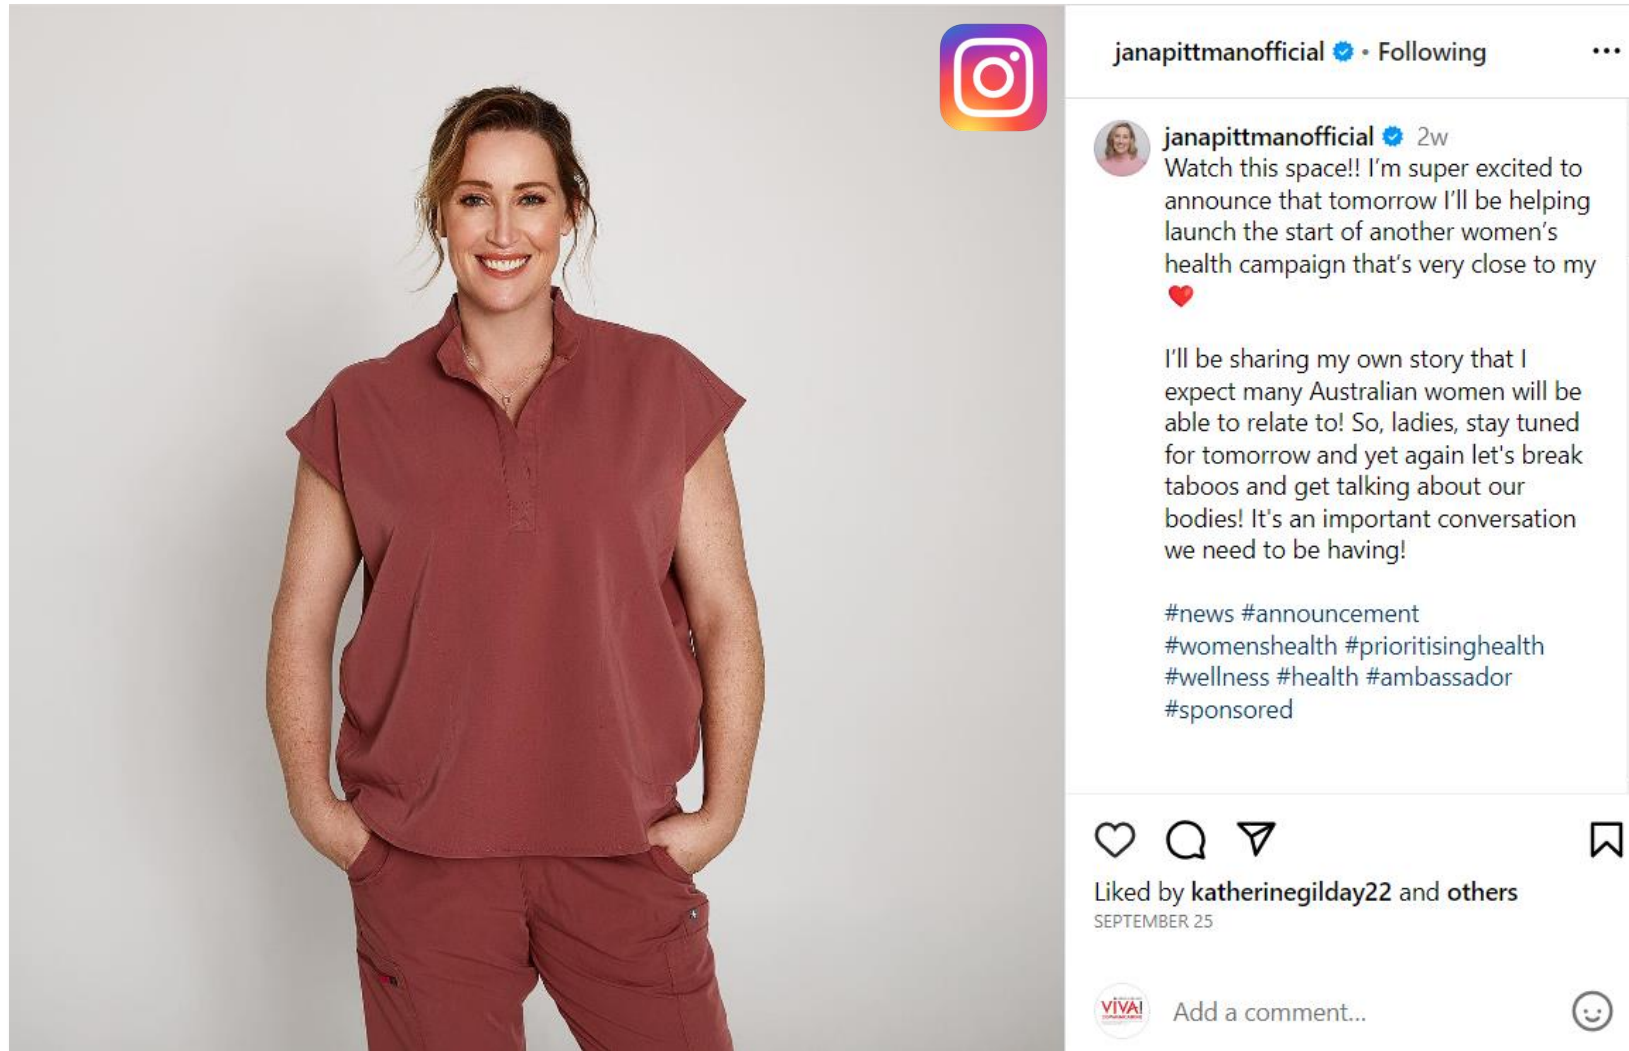 janapittmanofficial • Following
janapittmanofficial 2w
Watch this space!! I'm super excited to
announce that tomorrow I'll be helping
launch the start of another women's
health campaign that's very close to my
❤️
I'll be sharing my own story that I
expect many Australian women will be
able to relate to! So, ladies, stay tuned
for tomorrow and yet again let's break
taboos and get talking about our
bodies! It's an important conversation
we need to be having!
#news #announcement
#womenshealth #prioritisinghealth
#wellness #health #ambassador
#sponsored
Liked by katherinegilday22 and others
SEPTEMBER 25
VIVA!
Add a comment...